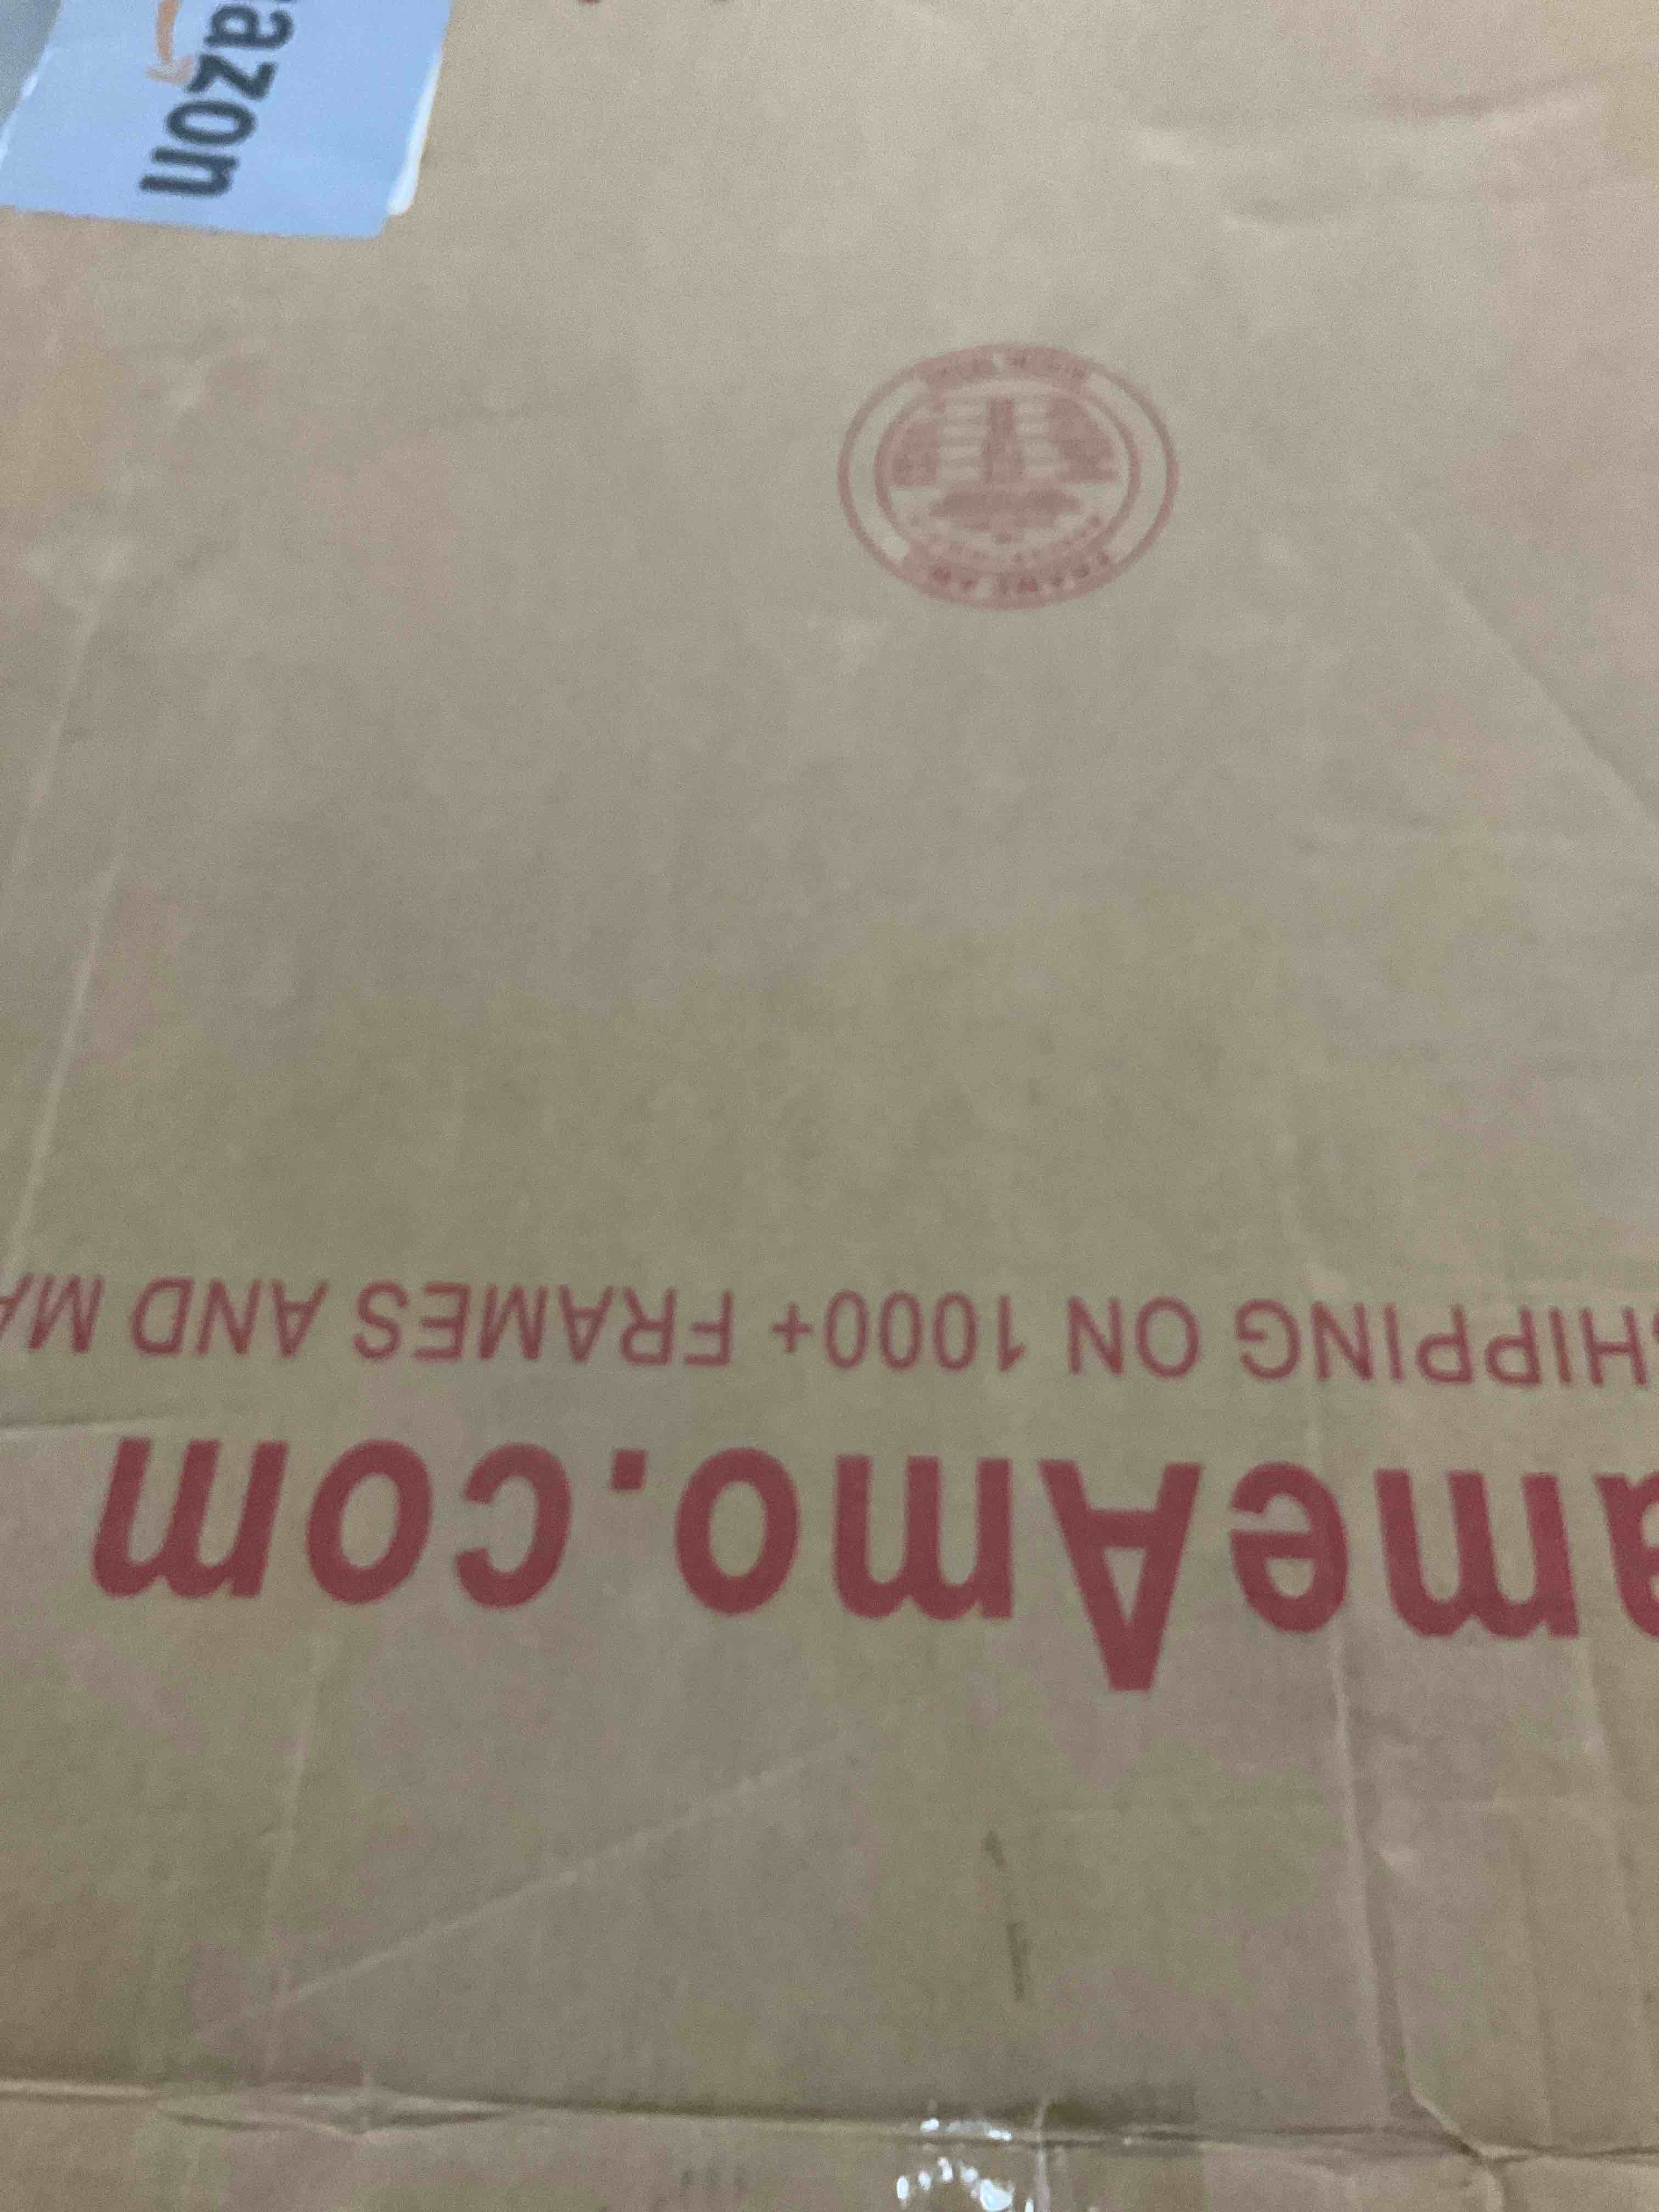 ameAmo.com
HIPPING ON 1000+ FRAMES AND MA
azon